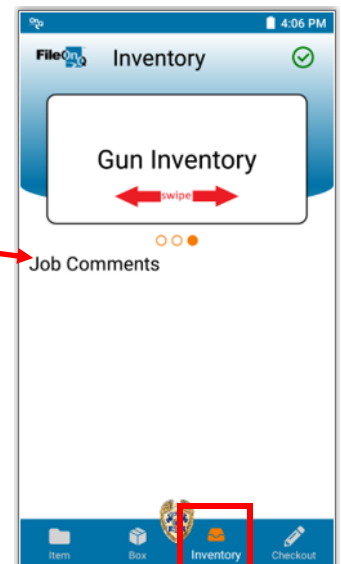 4:06 PM
FileOnQ Inventory
Gun Inventory
swipe
Job Comments
Item Box Inventory Checkout